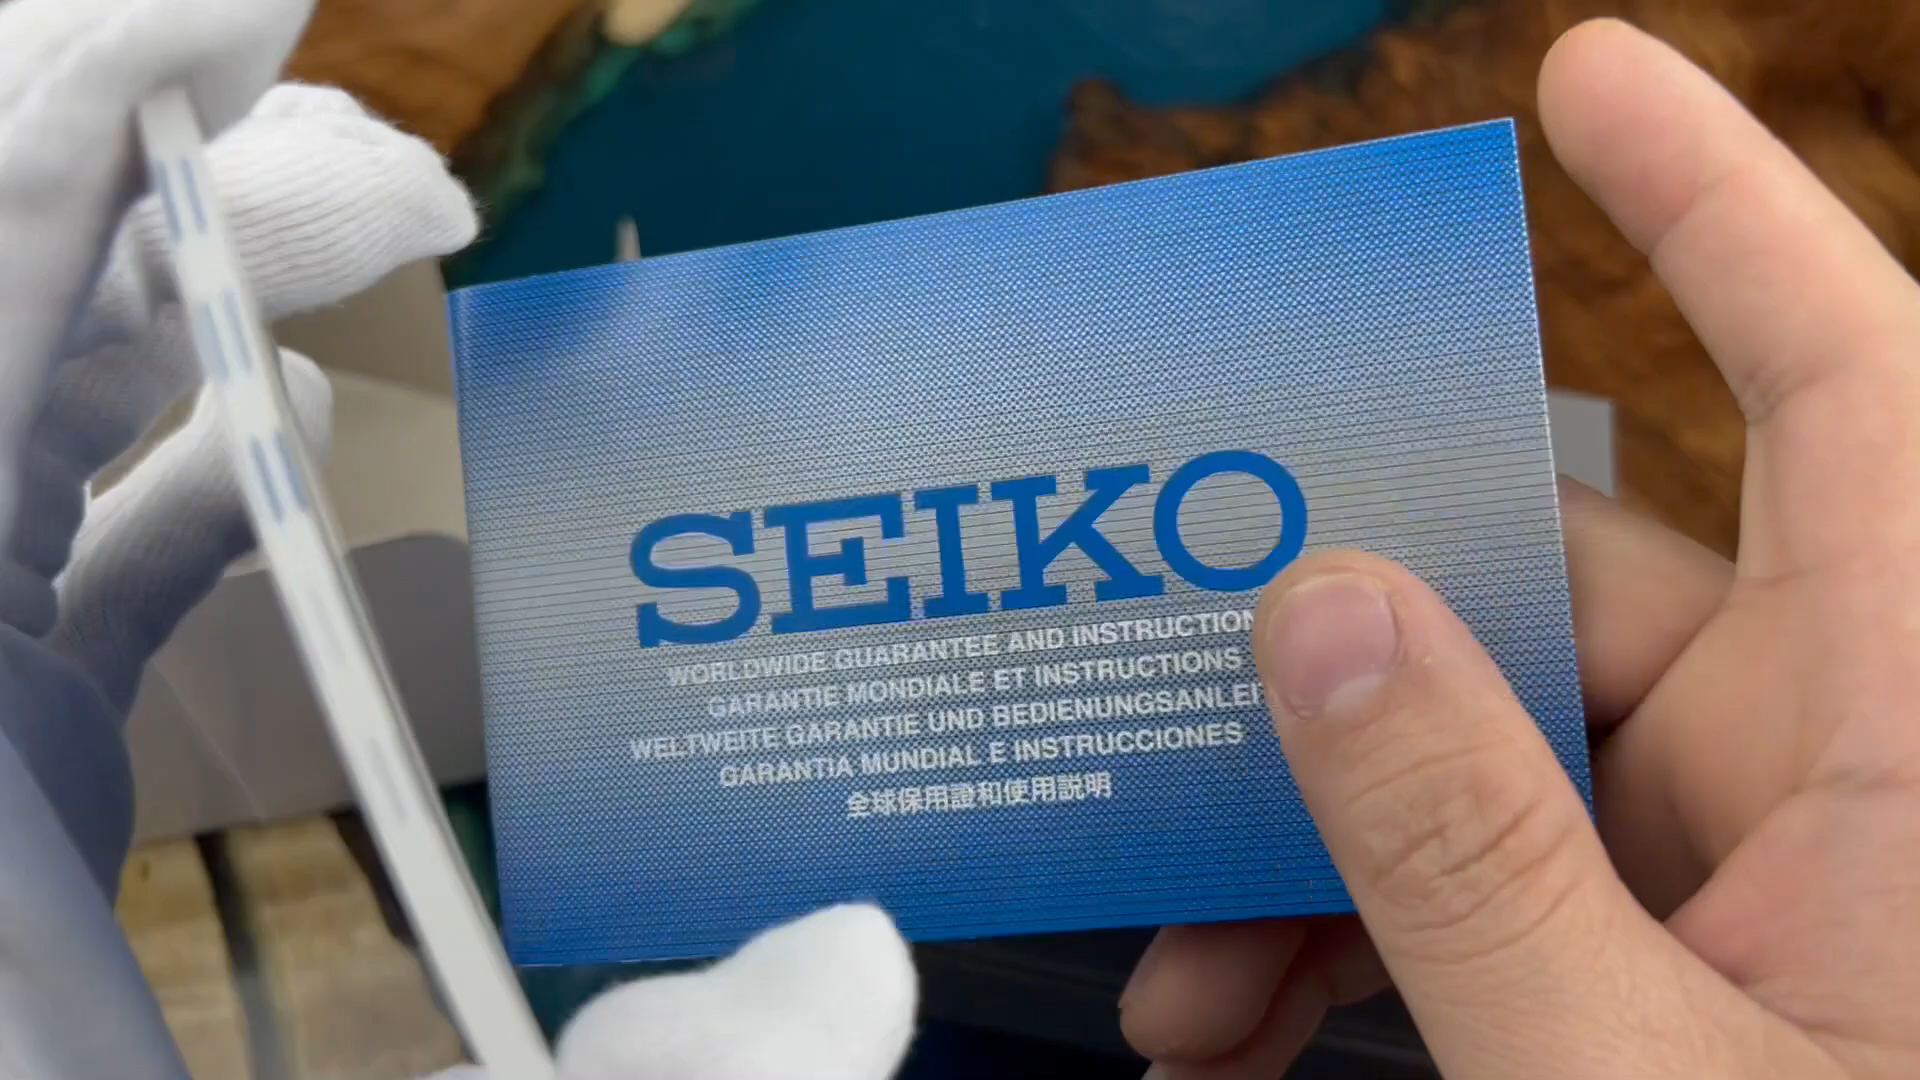 SEIKO
WORLDWIDE GUARANTEE AND INSTRUCTION
GARANTIE MONDIALE ET INSTRUCTIONS
WELTWEITE GARANTIE UND BEDIENUNGSANLEI
GARANTIA MUNDIAL E INSTRUCCIONES
全球保用證和使用説明